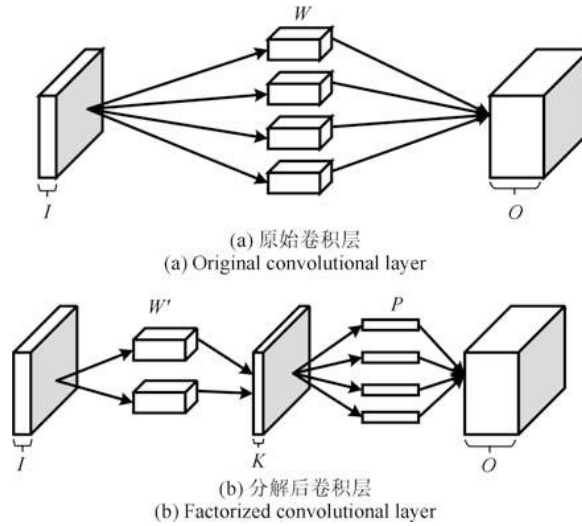 W
I
O
(a) 原始卷积层
(a) Original convolutional layer
W'
P
I
K
O
(b) 分解后卷积层
(b) Factorized convolutional layer